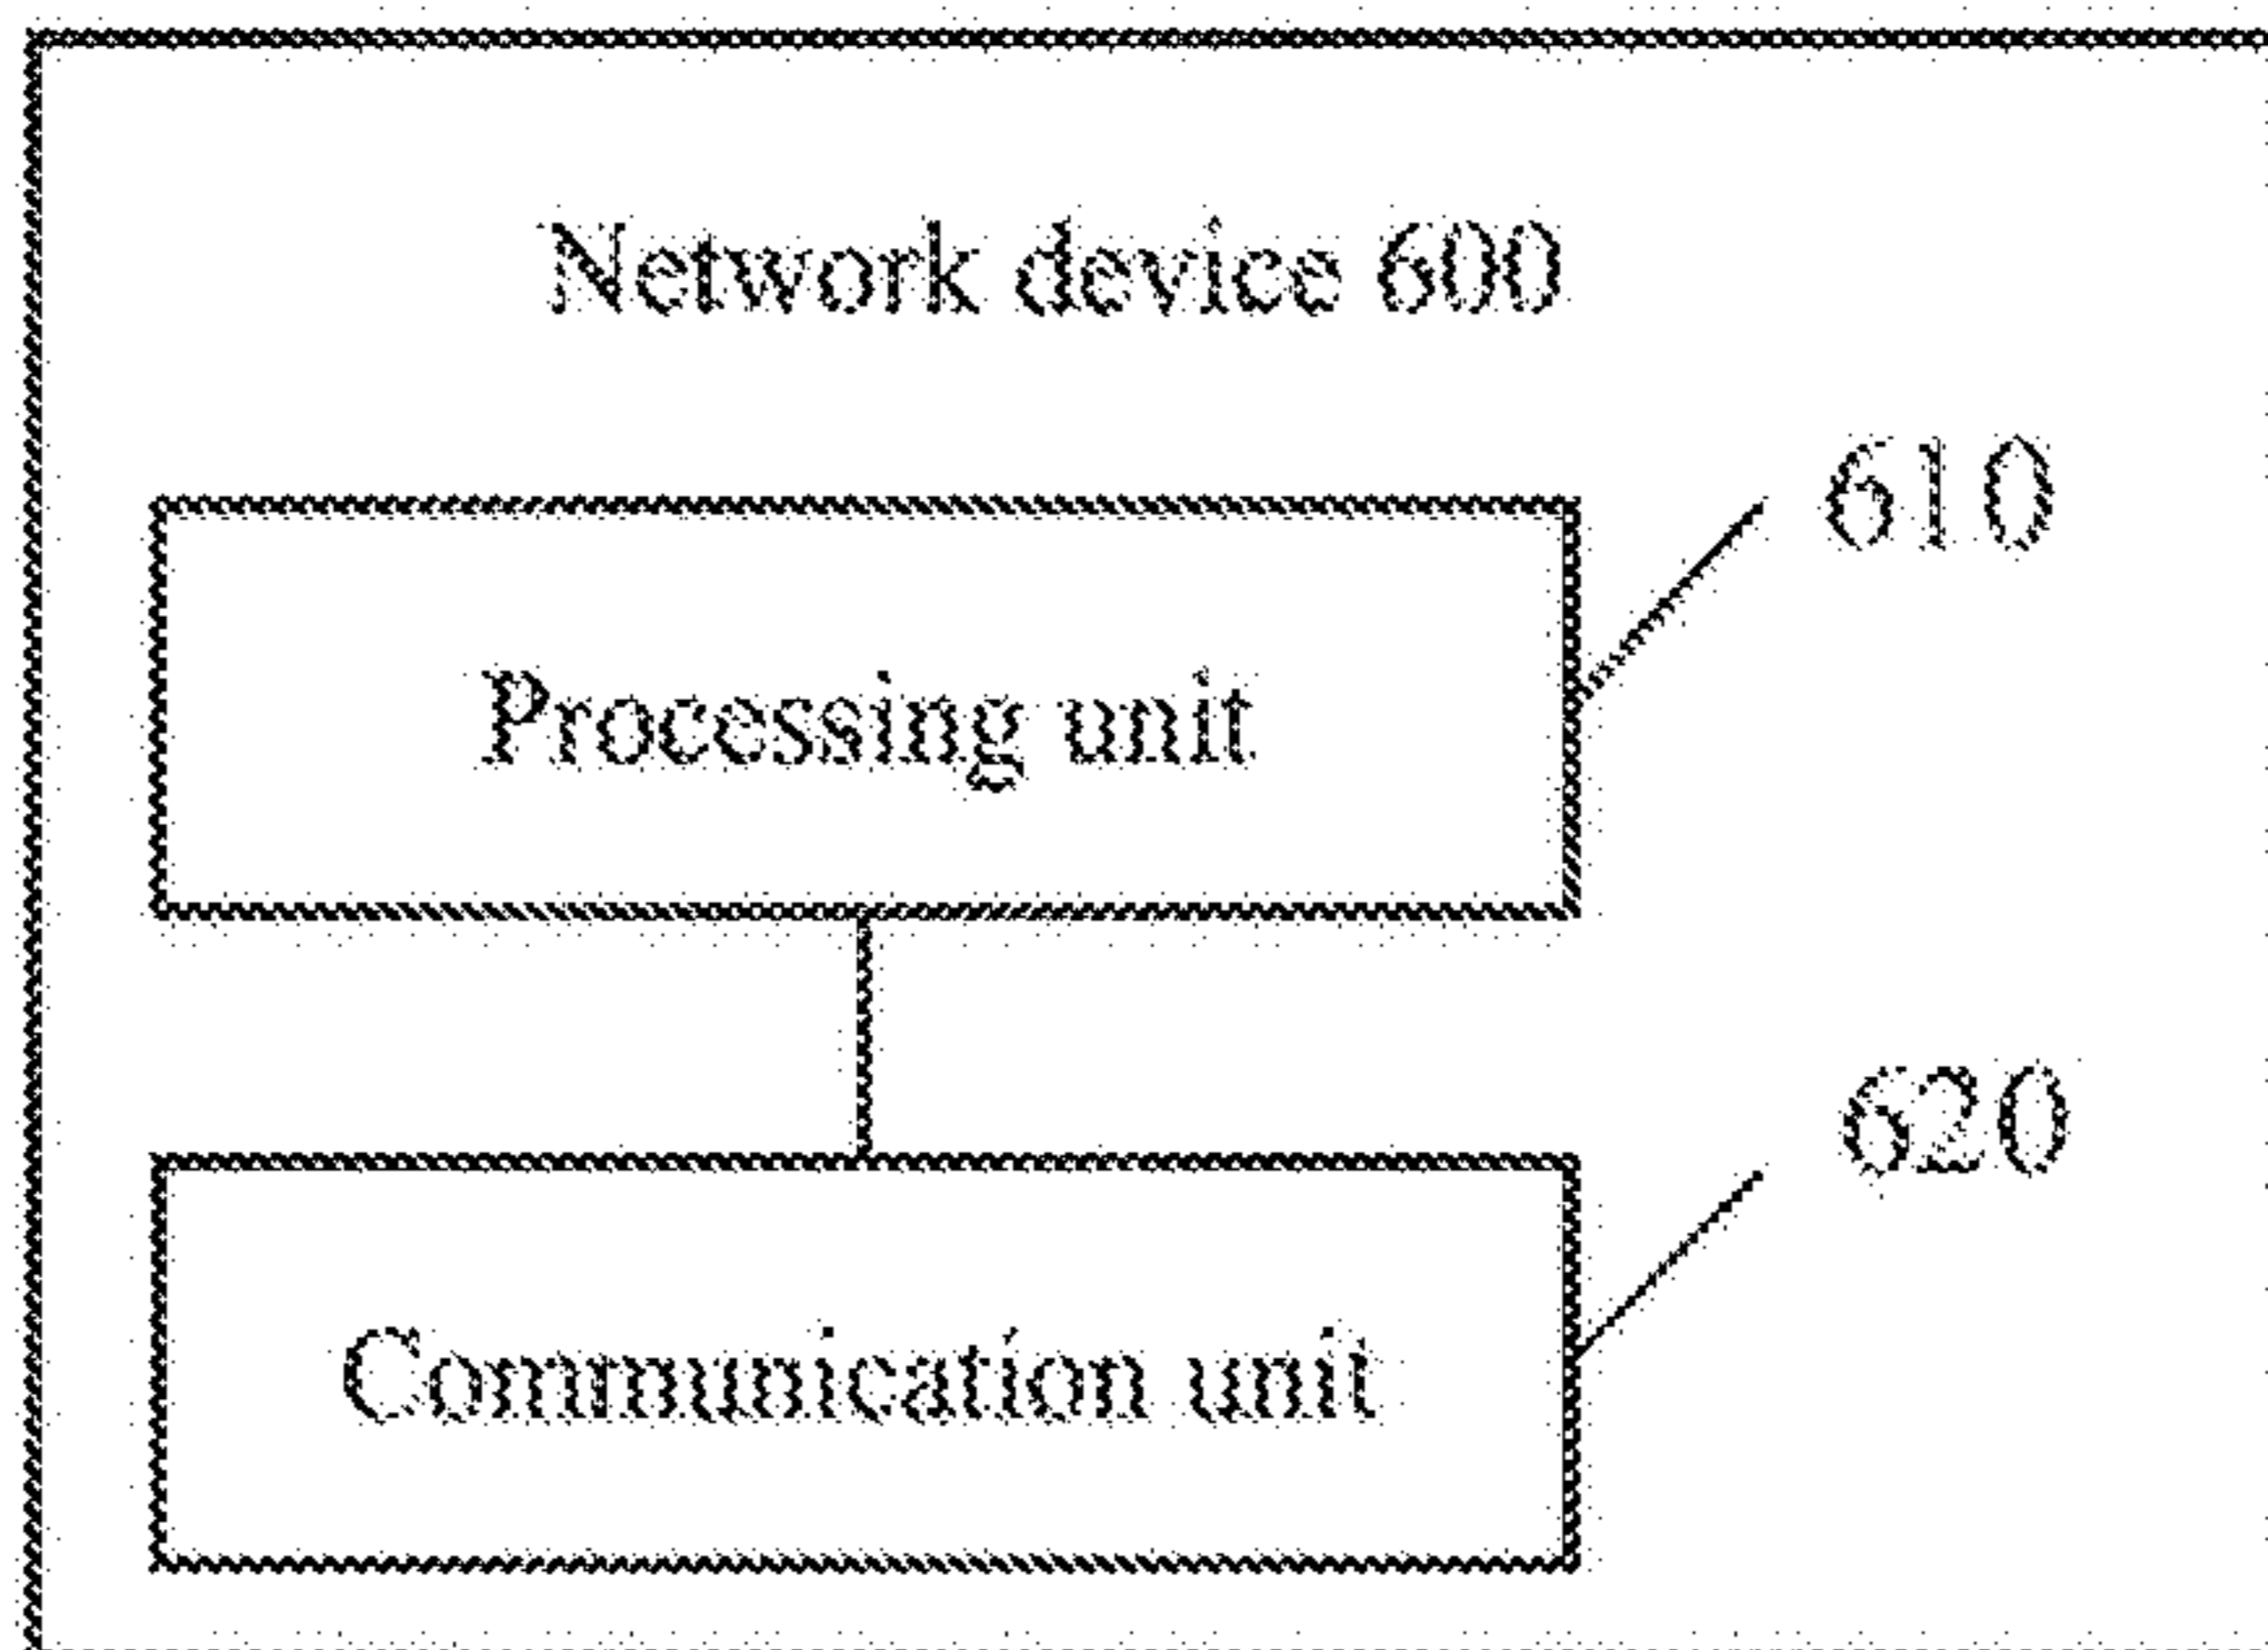 Network device 600
610
Processing unit
620
Communication unit